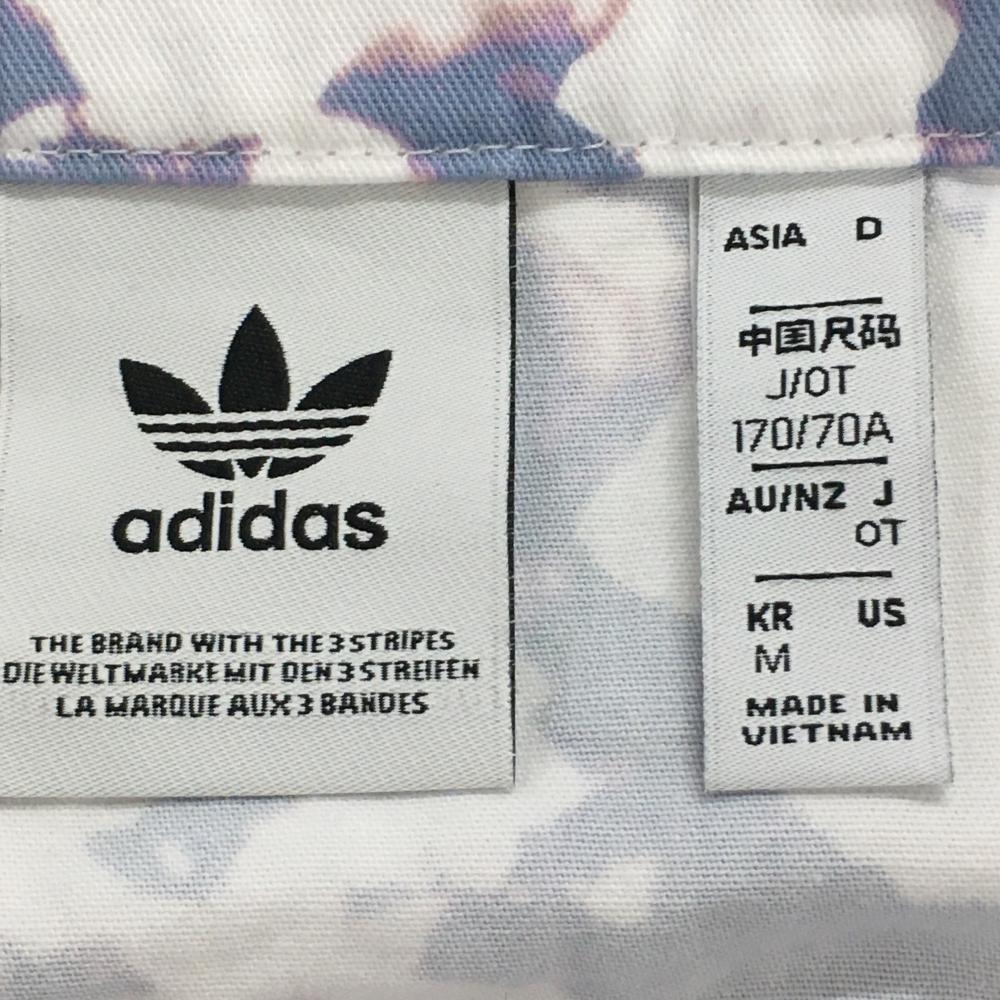 adidas
THE BRAND WITH THE 3 STRIPES
DIE WELTMARKE MIT DEN 3 STREIFEN
LA MARQUE AUX 3 BANDES
ASIA D
中国尺码
J/OT
170/70A
AU/NZ J
OT
KR US
M
MADE IN
VIETNAM